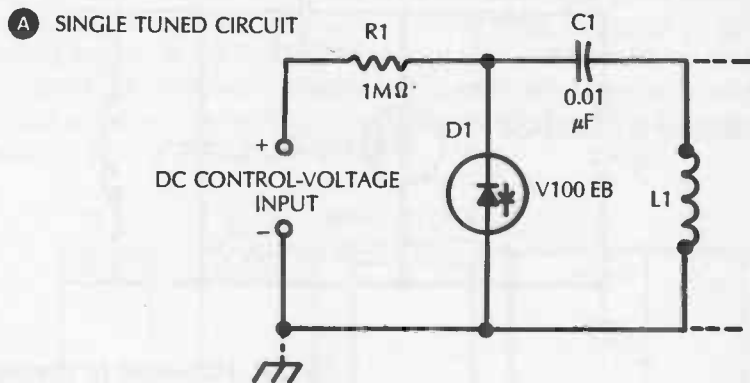 A SINGLE TUNED CIRCUIT
R1
1MΩ
C1
0.01
µF
D1
V100 EB
L1
+
DC CONTROL-VOLTAGE
INPUT
−